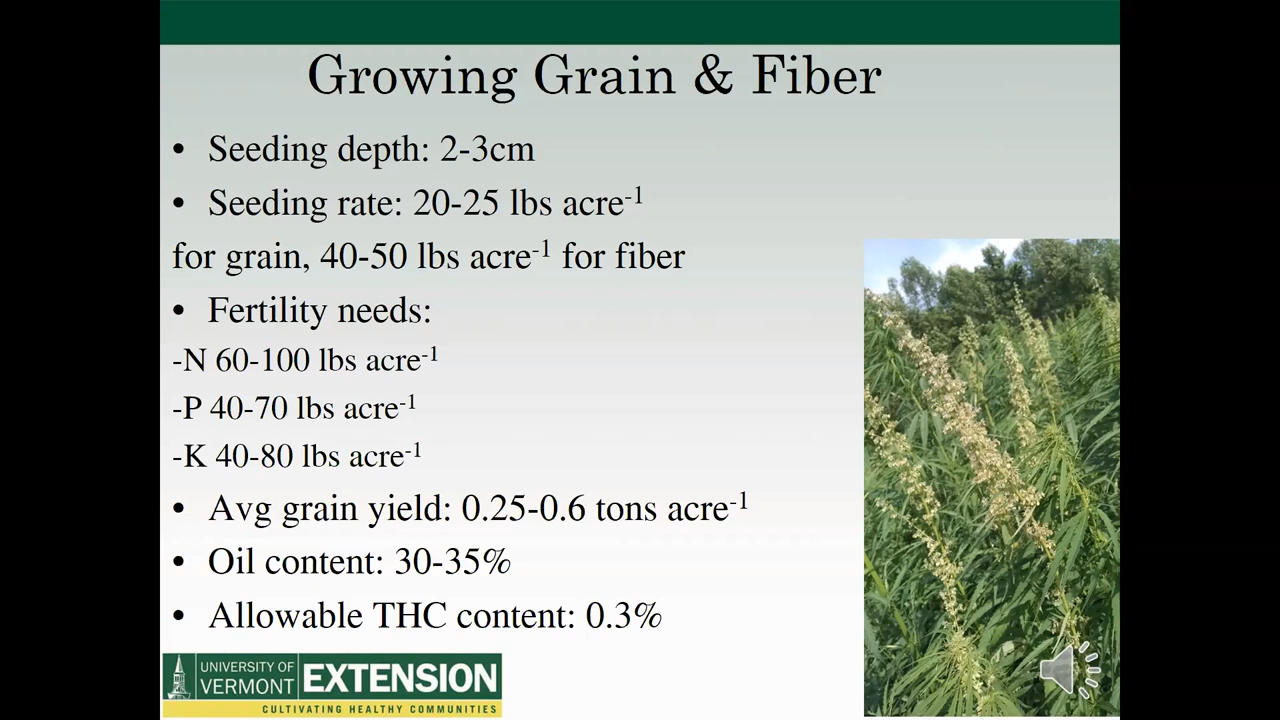 Growing Grain & Fiber
• Seeding depth: 2-3cm
• Seeding rate: 20-25 lbs acre⁻¹
for grain, 40-50 lbs acre⁻¹ for fiber
• Fertility needs:
-N 60-100 lbs acre⁻¹
-P 40-70 lbs acre⁻¹
-K 40-80 lbs acre⁻¹
• Avg grain yield: 0.25-0.6 tons acre⁻¹
• Oil content: 30-35%
• Allowable THC content: 0.3%
UNIVERSITY OF
VERMONT EXTENSION
CULTIVATING HEALTHY COMMUNITIES